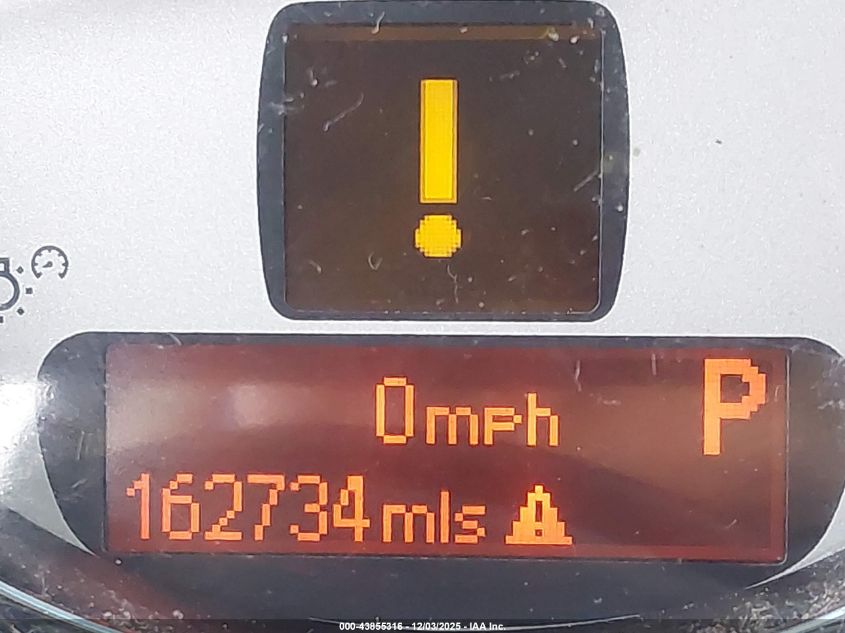 !
0mph P
162734mls
000-43855316 - 12/03/2025 - IAA Inc.